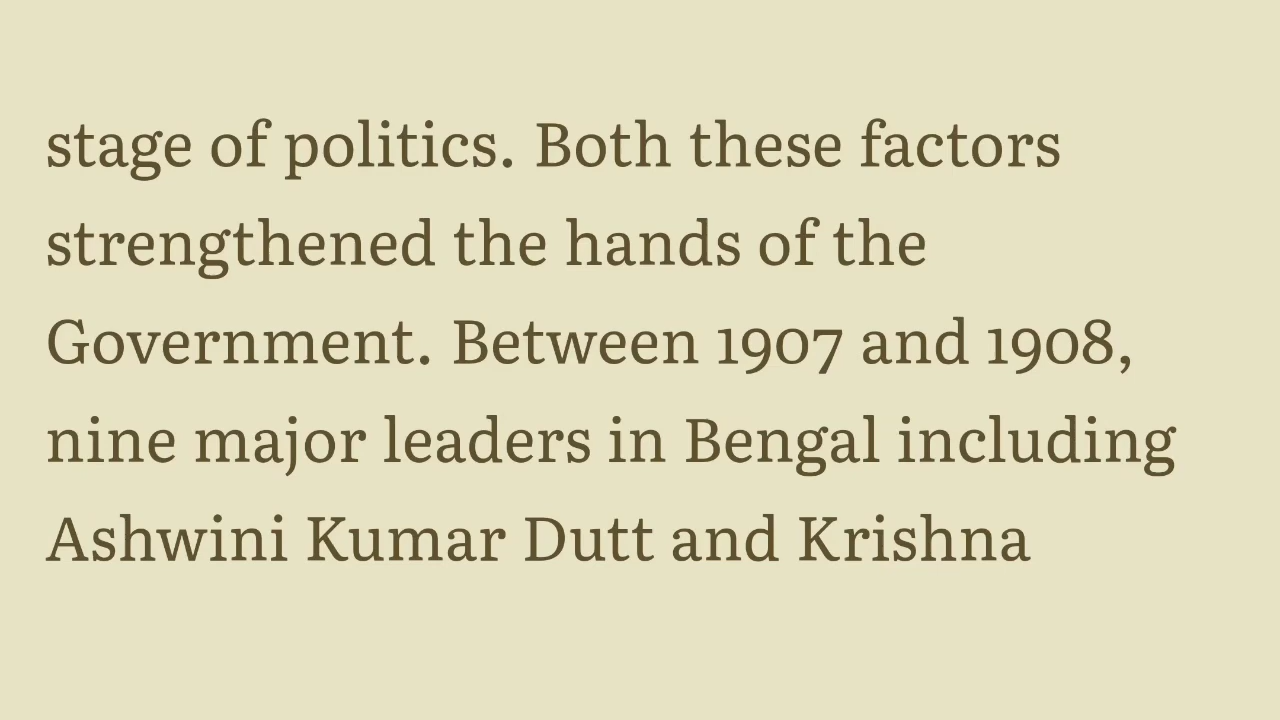 stage of politics. Both these factors
strengthened the hands of the
Government. Between 1907 and 1908,
nine major leaders in Bengal including
Ashwini Kumar Dutt and Krishna